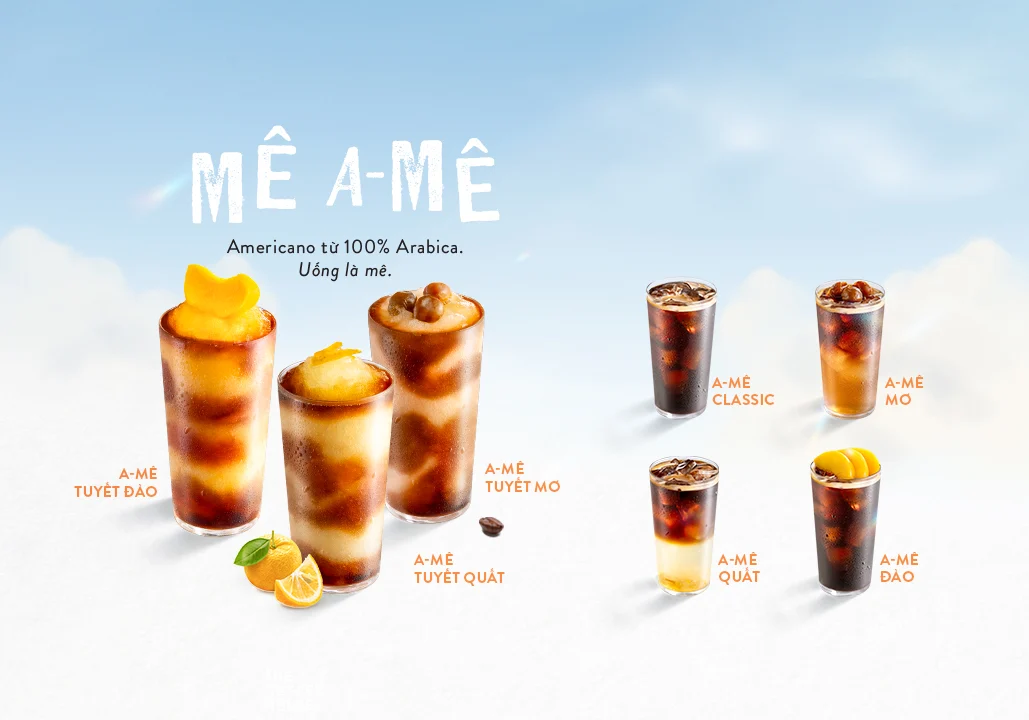 MÊ A-MÊ
Americano từ 100% Arabica.
Uống là mê.
A-MÊ
TUYẾT ĐÀO
A-MÊ
TUYẾT MƠ
A-MÊ
TUYẾT QUẤT
A-MÊ
CLASSIC
A-MÊ
MƠ
A-MÊ
QUẤT
A-MÊ
ĐÀO